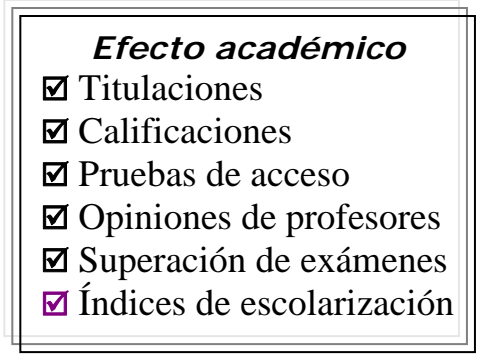 Efecto académico
☑ Titulaciones
☑ Calificaciones
☑ Pruebas de acceso
☑ Opiniones de profesores
☑ Superación de exámenes
☑ Índices de escolarización